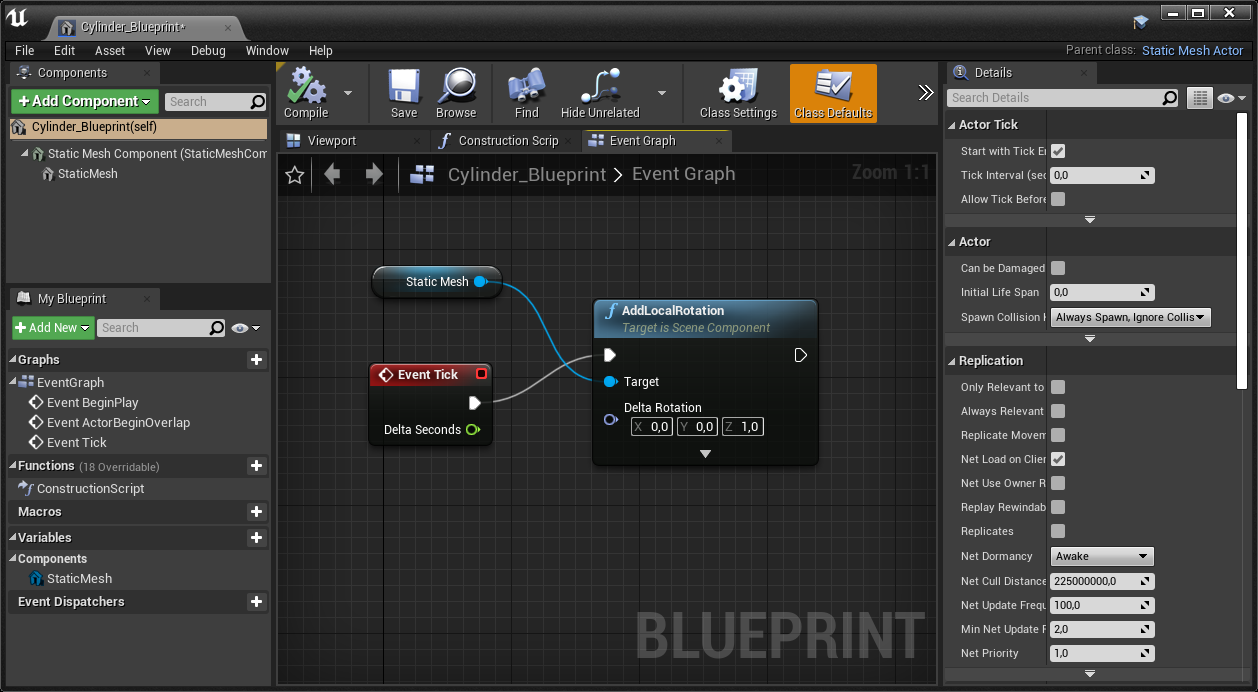 Cylinder_Blueprint*
File Edit Asset View Debug Window Help
Parent class: Static Mesh Actor
Components
+Add Component
Search
Cylinder_Blueprint(self)
Static Mesh Component (StaticMeshCom
StaticMesh
My Blueprint
+Add New
Search
Graphs
EventGraph
Event BeginPlay
Event ActorBeginOverlap
Event Tick
Functions (18 Overridable)
ConstructionScript
Macros
Variables
Components
StaticMesh
Event Dispatchers
Compile
Save
Browse
Find
Hide Unrelated
Class Settings
Class Defaults
Viewport
Construction Scrip
Event Graph
Cylinder_Blueprint > Event Graph
Zoom 1:1
Static Mesh
AddLocalRotation
Target is Scene Component
Target
Delta Rotation
X 0,0 Y 0,0 Z 1,0
Event Tick
Delta Seconds
BLUEPRINT
Details
Search Details
Actor Tick
Start with Tick En
Tick Interval (sec 0,0
Allow Tick Before
Actor
Can be Damaged
Initial Life Span 0,0
Spawn Collision H Always Spawn, Ignore Collis
Replication
Only Relevant to
Always Relevant
Replicate Movem
Net Load on Clien
Net Use Owner R
Replay Rewindab
Replicates
Net Dormancy Awake
Net Cull Distance 225000000,0
Net Update Frequ 100,0
Min Net Update F 2,0
Net Priority 1,0